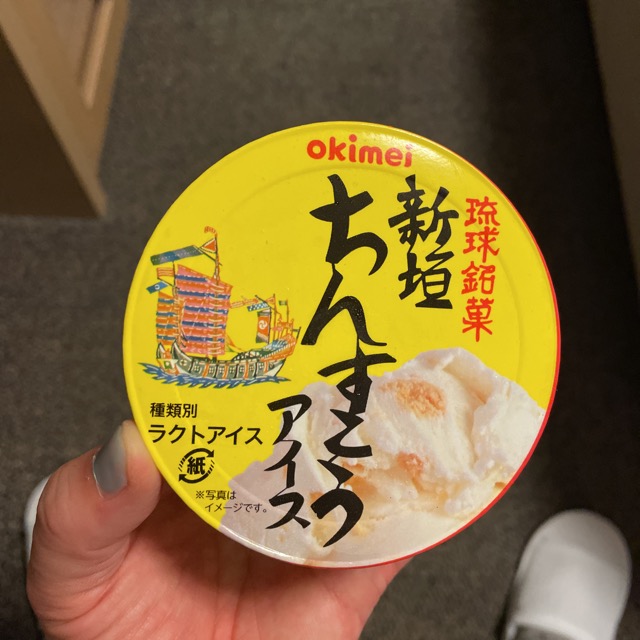 okimei
琉球銘菓
新垣
ちんすこう
アイス
種類別
ラクトアイス
紙
※写真は
イメージです。